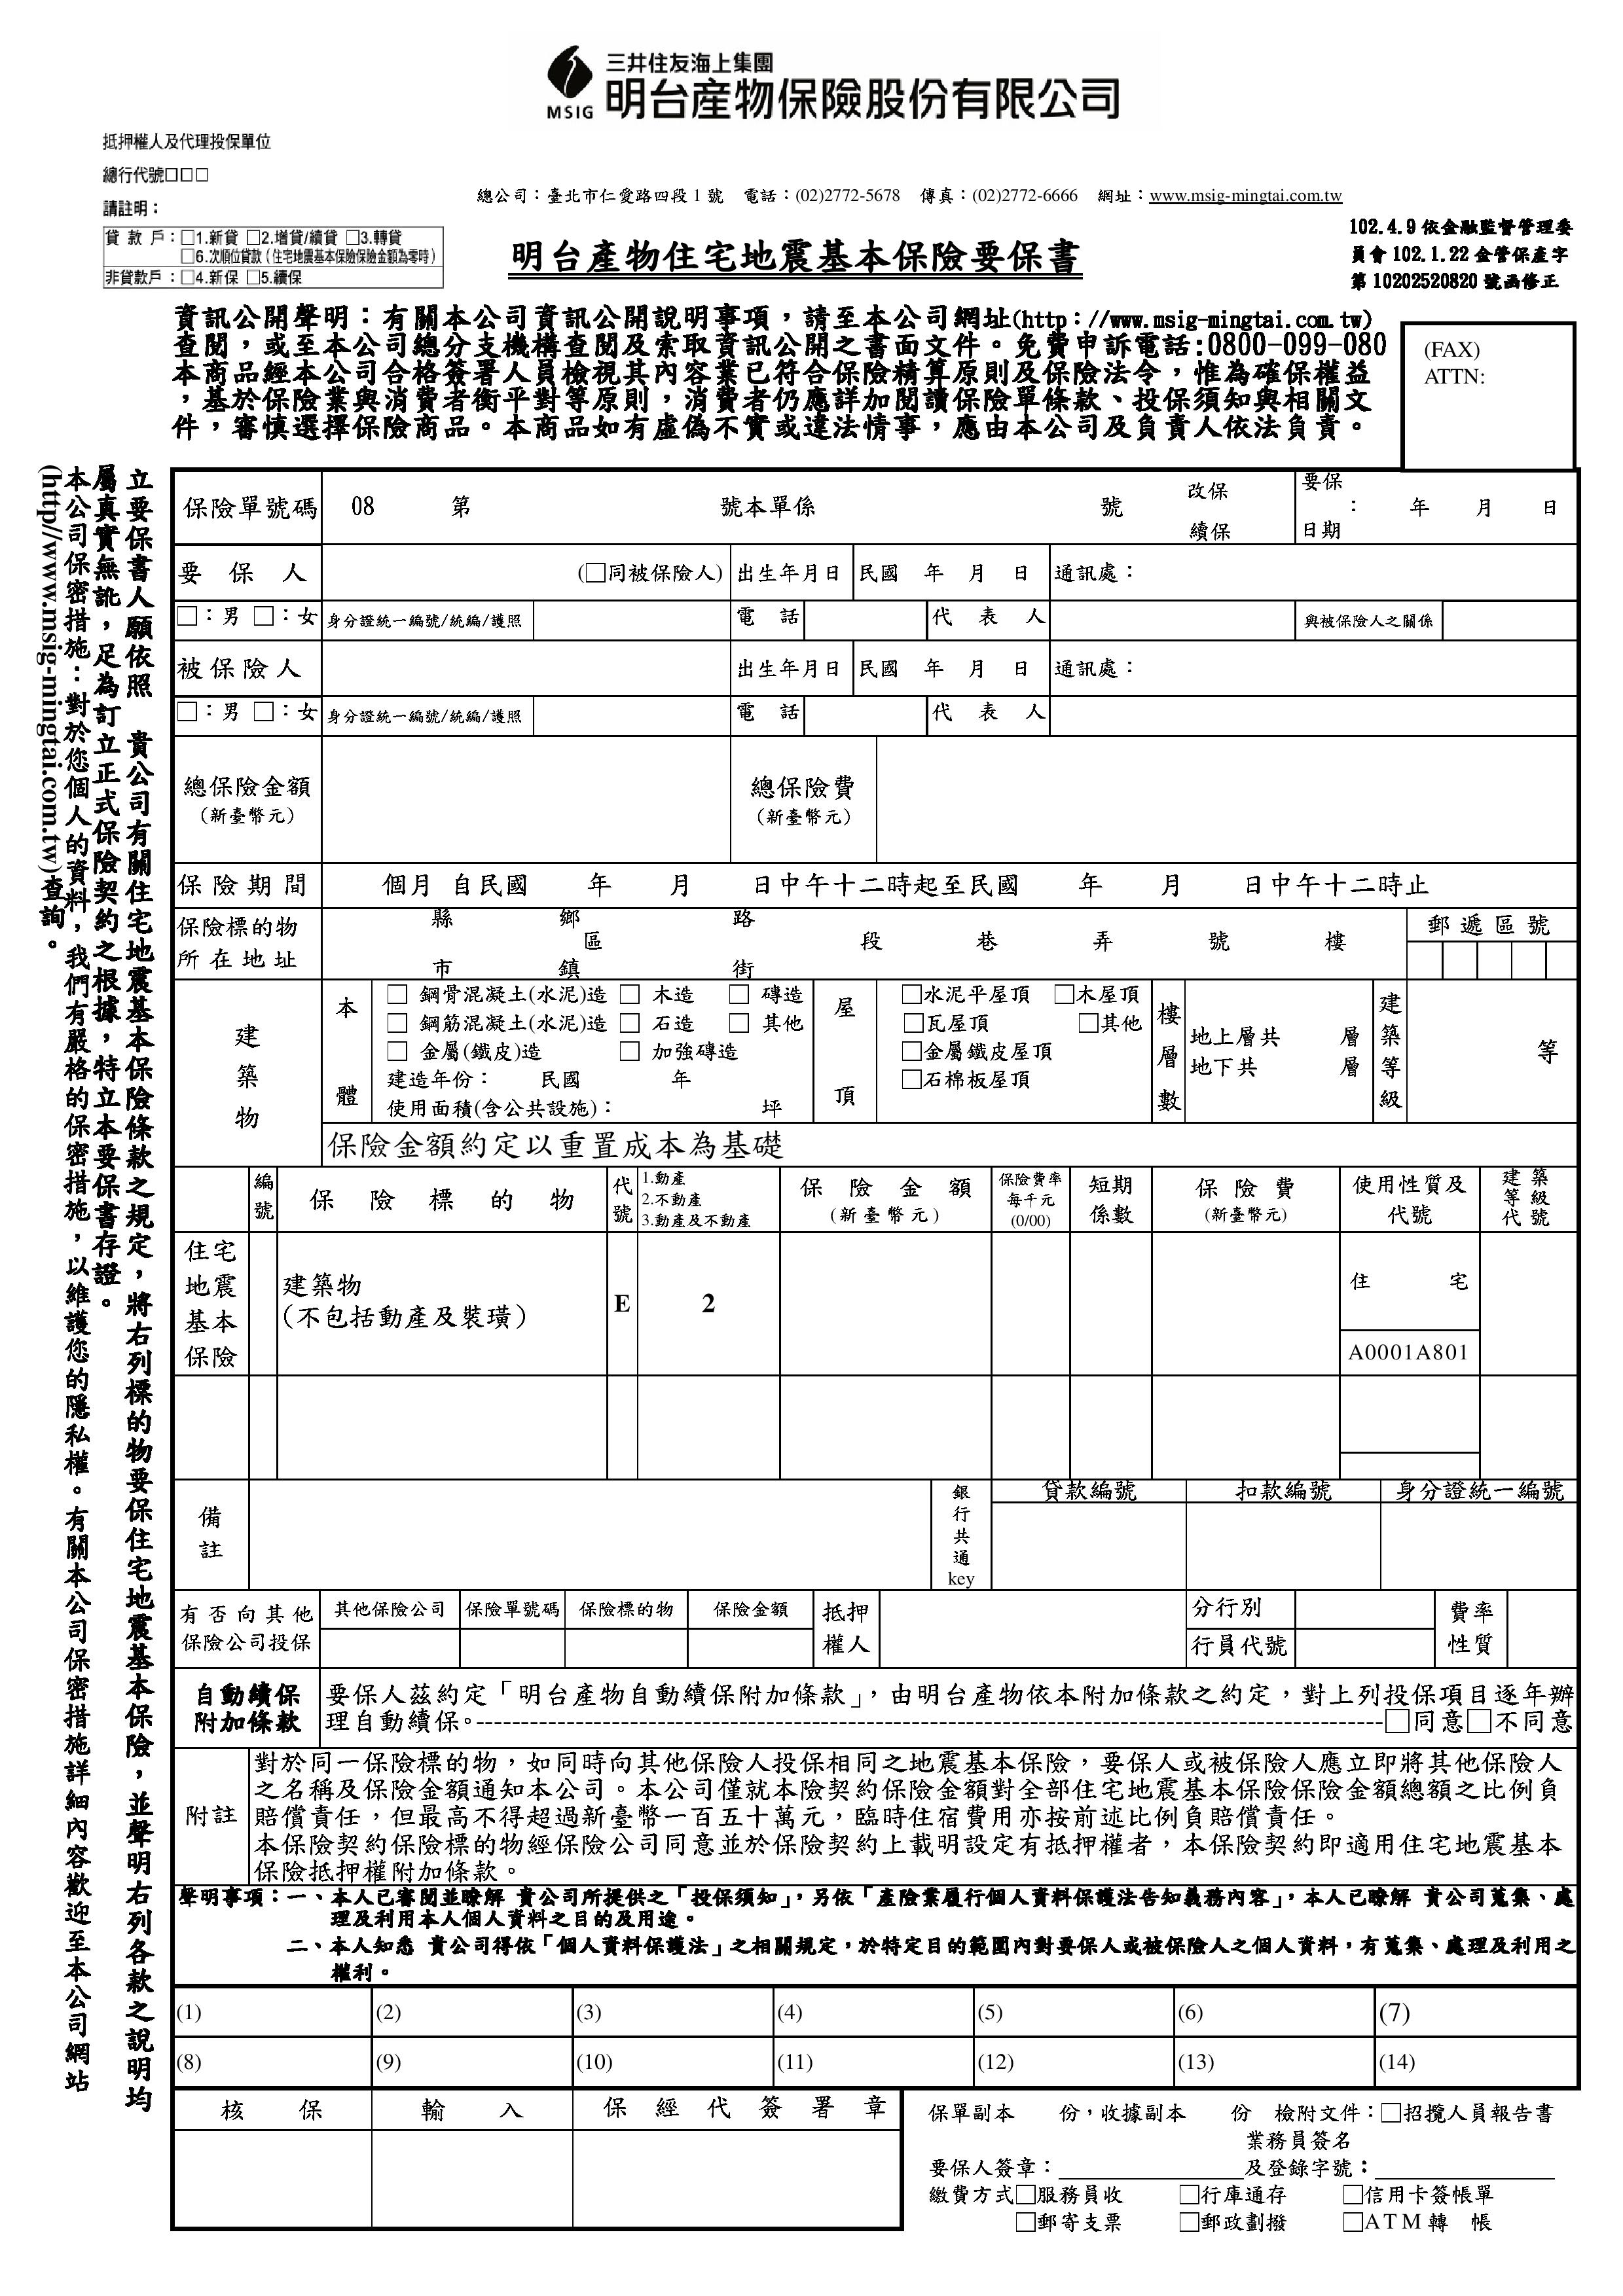 三井住友海上集團
MSIG 明台產物保險股份有限公司
抵押權人及代理投保單位
總行代號□□□
請註明：
貸 款 戶：□1.新貸 □2.增貸/續貸 □3.轉貸
□6.次順位貸款（住宅地震基本保險保險金額為零時）
非貸款戶：□4.新保 □5.續保
總公司：臺北市仁愛路四段1號 電話：(02)2772-5678 傳真：(02)2772-6666 網址：www.msig-mingtai.com.tw
明台產物住宅地震基本保險要保書
102.4.9 依金融監督管理委
員會 102.1.22 金管保產字
第 10202520820 號函修正
資訊公開聲明：有關本公司資訊公開說明事項，請至本公司網址(http：//www.msig-mingtai.com.tw)
查閱，或至本公司總分支機構查閱及索取資訊公開之書面文件。免費申訴電話:0800-099-080
本商品經本公司合格簽署人員檢視其內容業已符合保險精算原則及保險法令，惟為確保權益
，基於保險業與消費者衡平對等原則，消費者仍應詳加閱讀保險單條款、投保須知與相關文
件，審慎選擇保險商品。本商品如有虛偽不實或違法情事，應由本公司及負責人依法負責。
(FAX)
ATTN:
立要保書人願依照 貴公司有關住宅地震基本保險條款之規定，將右列標的物要保住宅地震基本保險，並聲明右列各款之說明均
屬真實無訛，足為訂立正式保險契約之根據，特立本要保書存證。
本公司保密措施：對於您個人的資料，我們有嚴格的保密措施，以維護您的隱私權。有關本公司保密措施詳細內容歡迎至本公司網站
(http//www.msig-mingtai.com.tw)查詢。
保險單號碼 08 第 號本單係 號 改保 續保 要保日期： 年 月 日
要 保 人 (□同被保險人) 出生年月日 民國 年 月 日 通訊處：
□：男 □：女 身分證統一編號/統編/護照 電 話 代 表 人 與被保險人之關係
被 保 險 人 出生年月日 民國 年 月 日 通訊處：
□：男 □：女 身分證統一編號/統編/護照 電 話 代 表 人
總保險金額 總保險費
（新臺幣元） （新臺幣元）
保 險 期 間 個月 自民國 年 月 日中午十二時起至民國 年 月 日中午十二時止
縣 鄉 路 郵 遞 區 號
保險標的物 區 段 巷 弄 號 樓
所 在 地 址 市 鎮 街
建築物
本體
□ 鋼骨混凝土(水泥)造 □ 木造 □ 磚造
□ 鋼筋混凝土(水泥)造 □ 石造 □ 其他
□ 金屬(鐵皮)造 □ 加強磚造
建造年份： 民國 年
使用面積(含公共設施)： 坪
屋頂
□水泥平屋頂 □木屋頂
□瓦屋頂 □其他
□金屬鐵皮屋頂
□石棉板屋頂
樓層數
地上層共 層
地下共 層
建築等級 等
保險金額約定以重置成本為基礎
編號 保 險 標 的 物 代號 1.動產 2.不動產 3.動產及不動產 保 險 金 額 (新臺幣元) 保險費率 每千元 (0/00) 短期係數 保 險 費 (新臺幣元) 使用性質及代號 建築等級代號
住宅地震基本保險
建築物
（不包括動產及裝璜）
E 2 住 宅
A0001A801
備註 銀行共通key 貸款編號 扣款編號 身分證統一編號
有否向其他保險公司投保 其他保險公司 保險單號碼 保險標的物 保險金額 抵押權人 分行別 費率性質
行員代號
自動續保附加條款
要保人茲約定「明台產物自動續保附加條款」，由明台產物依本附加條款之約定，對上列投保項目逐年辦
理自動續保。----------------------------------------□同意□不同意
附註
對於同一保險標的物，如同時向其他保險人投保相同之地震基本保險，要保人或被保險人應立即將其他保險人
之名稱及保險金額通知本公司。本公司僅就本險契約保險金額對全部住宅地震基本保險保險金額總額之比例負
賠償責任，但最高不得超過新臺幣一百五十萬元，臨時住宿費用亦按前述比例負賠償責任。
本保險契約保險標的物經保險公司同意並於保險契約上載明設定有抵押權者，本保險契約即適用住宅地震基本
保險抵押權附加條款。
聲明事項：一、本人已審閱並瞭解 貴公司所提供之「投保須知」，另依「產險業履行個人資料保護法告知義務內容」，本人已瞭解 貴公司蒐集、處
理及利用本人個人資料之目的及用途。
二、本人知悉 貴公司得依「個人資料保護法」之相關規定，於特定目的範圍內對要保人或被保險人之個人資料，有蒐集、處理及利用之
權利。
(1) (2) (3) (4) (5) (6) (7)
(8) (9) (10) (11) (12) (13) (14)
核 保 輸 入 保 經 代 簽 署 章
保單副本 份，收據副本 份 檢附文件：□招攬人員報告書
業務員簽名
要保人簽章： 及登錄字號：
繳費方式□服務員收 □行庫通存 □信用卡簽帳單
□郵寄支票 □郵政劃撥 □ATM 轉 帳